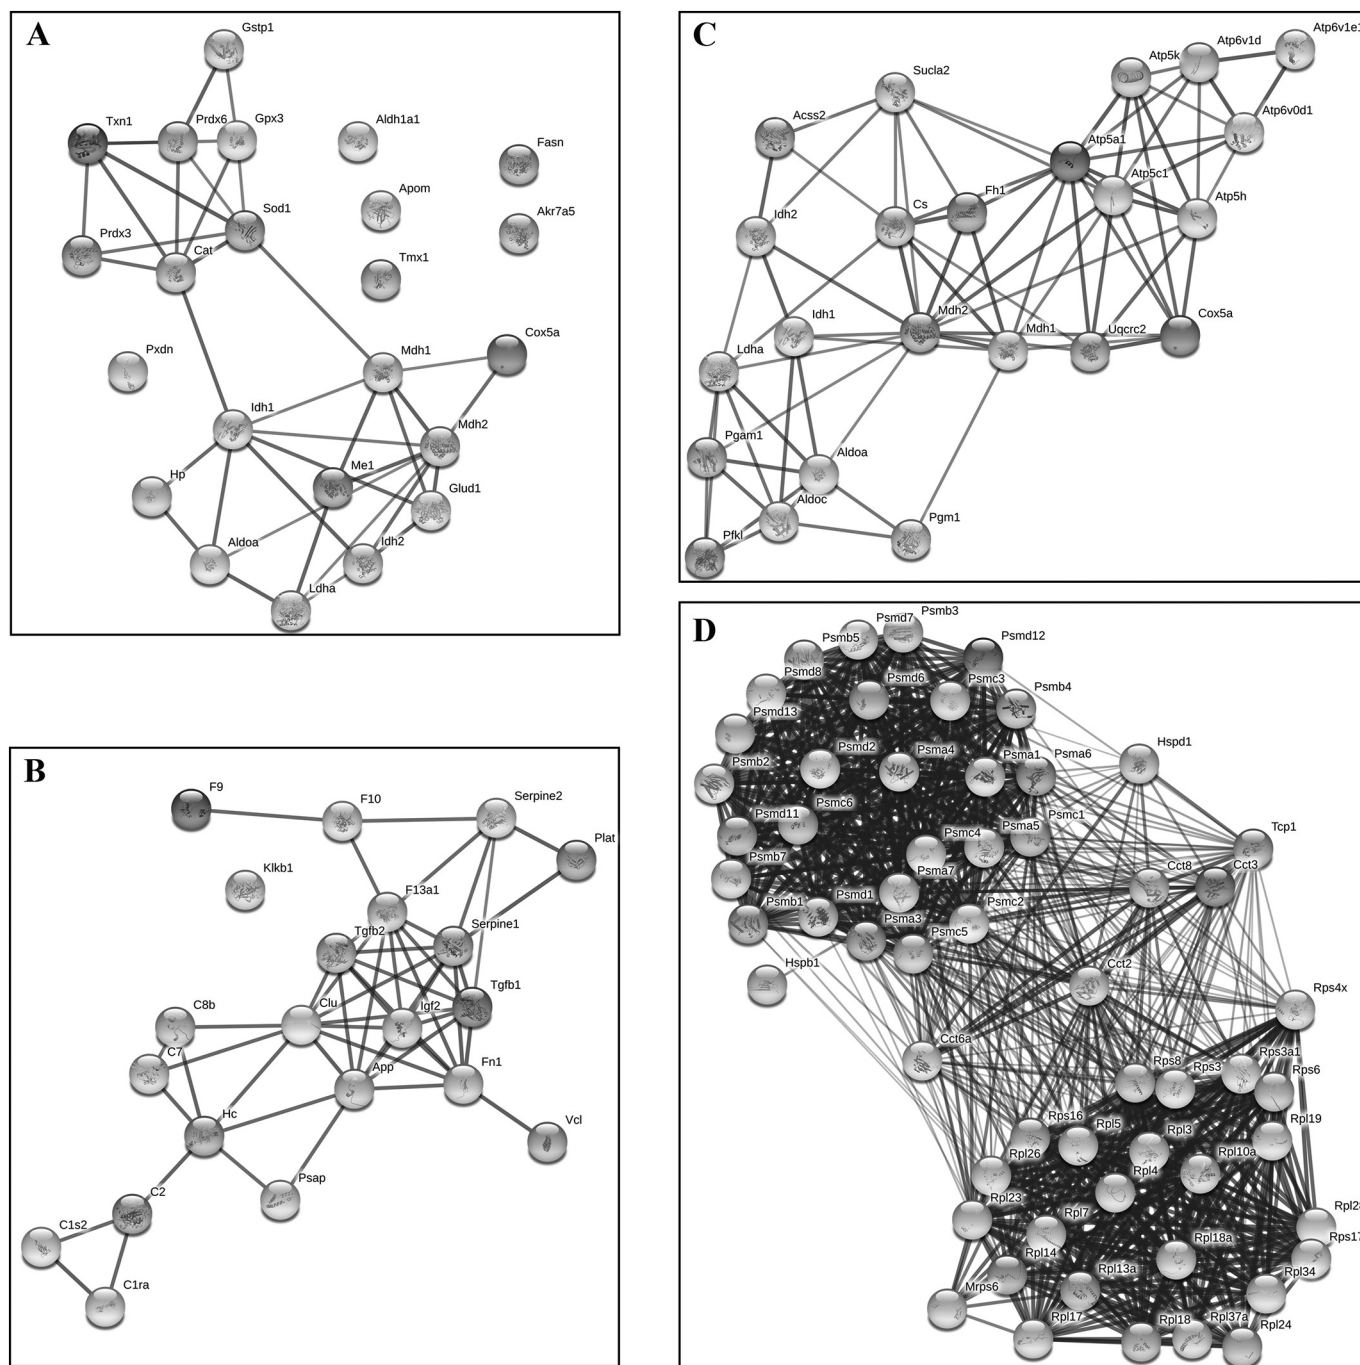 A
Gstp1
Txn1
Prdx6
Gpx3
Aldh1a1
Fasn
Apom
Akr7a5
Sod1
Prdx3
Cat
Tmx1
Cox5a
Pxdn
Mdh1
Idh1
Mdh2
Me1
Hp
Glud1
Aldoa
Idh2
Ldha
B
F9
F10
Serpine2
Plat
Klkb1
F13a1
Tgfb2
Serpine1
Tgfb1
C8b
Clu
Igf2
C7
App
Fn1
Hc
Vcl
Psap
C2
C1s2
C1ra
C
Atp6v1e1
Atp6v1d
Atp5k
Sucla2
Acss2
Atp6v0d1
Atp5a1
Atp5c1
Fh1
Cs
Atp5h
Idh2
Mdh2
Idh1
Mdh1
Uqcrc2
Cox5a
Ldha
Pgam1
Aldoa
Aldoc
Pgm1
Pfkl
D
Psmb3
Psmd7
Psmb5
Psmd12
Psmd8
Psmd6
Psmc3
Psmb4
Psmd13
Hspd1
Psmd2
Psma4
Psma1
Psma6
Psmb2
Psmc6
Psmd11
Psmc1
Psmc4
Psma5
Tcp1
Psmb7
Psma7
Cct8
Cct3
Psmb1
Psmd1
Psmc2
Psma3
Psmc5
Hspb1
Cct2
Rps4x
Cct6a
Rps8
Rps3
Rps3a1
Rps6
Rps16
Rpl5
Rpl3
Rpl19
Rpl26
Rpl4
Rpl10a
Rpl23
Rpl7
Rpl28
Rps17
Rpl14
Rpl18a
Rpl13a
Rpl34
Mrps6
Rpl17
Rpl18
Rpl37a
Rpl24